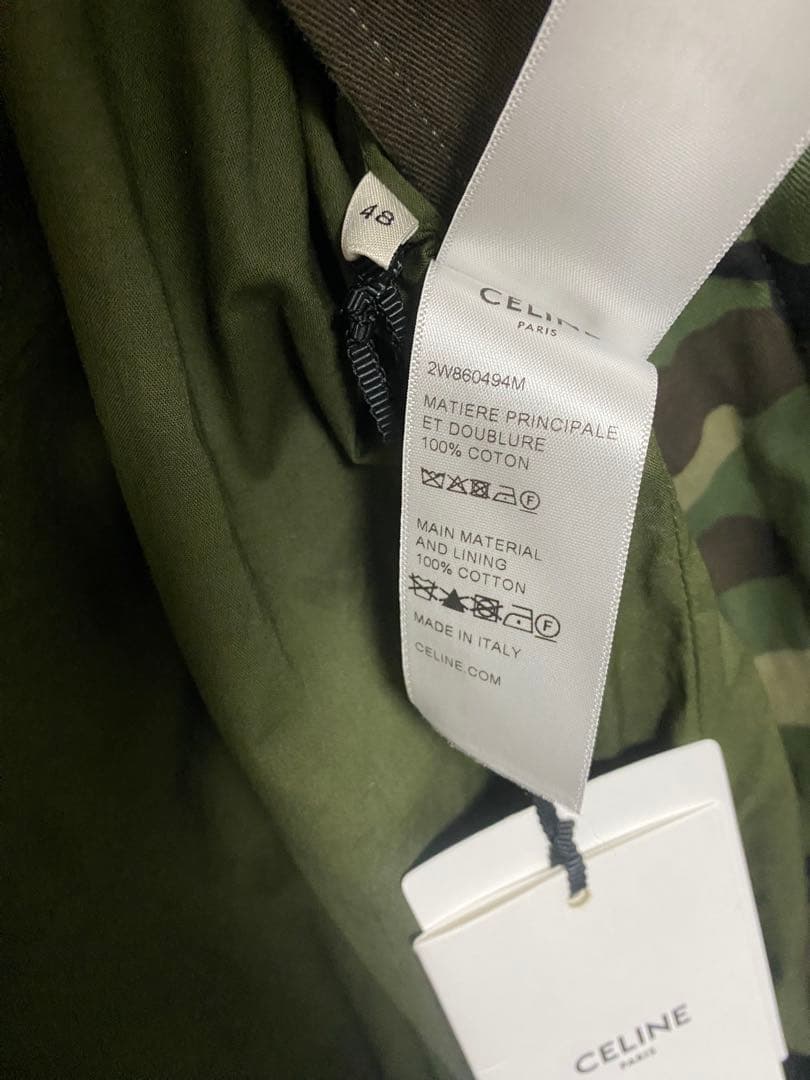 48
CELINE
PARIS
2W860494M
MATIERE PRINCIPALE
ET DOUBLURE
100% COTON
F
MAIN MATERIAL
AND LINING
100% COTTON
F
MADE IN ITALY
CELINE.COM
CELINE
PARIS